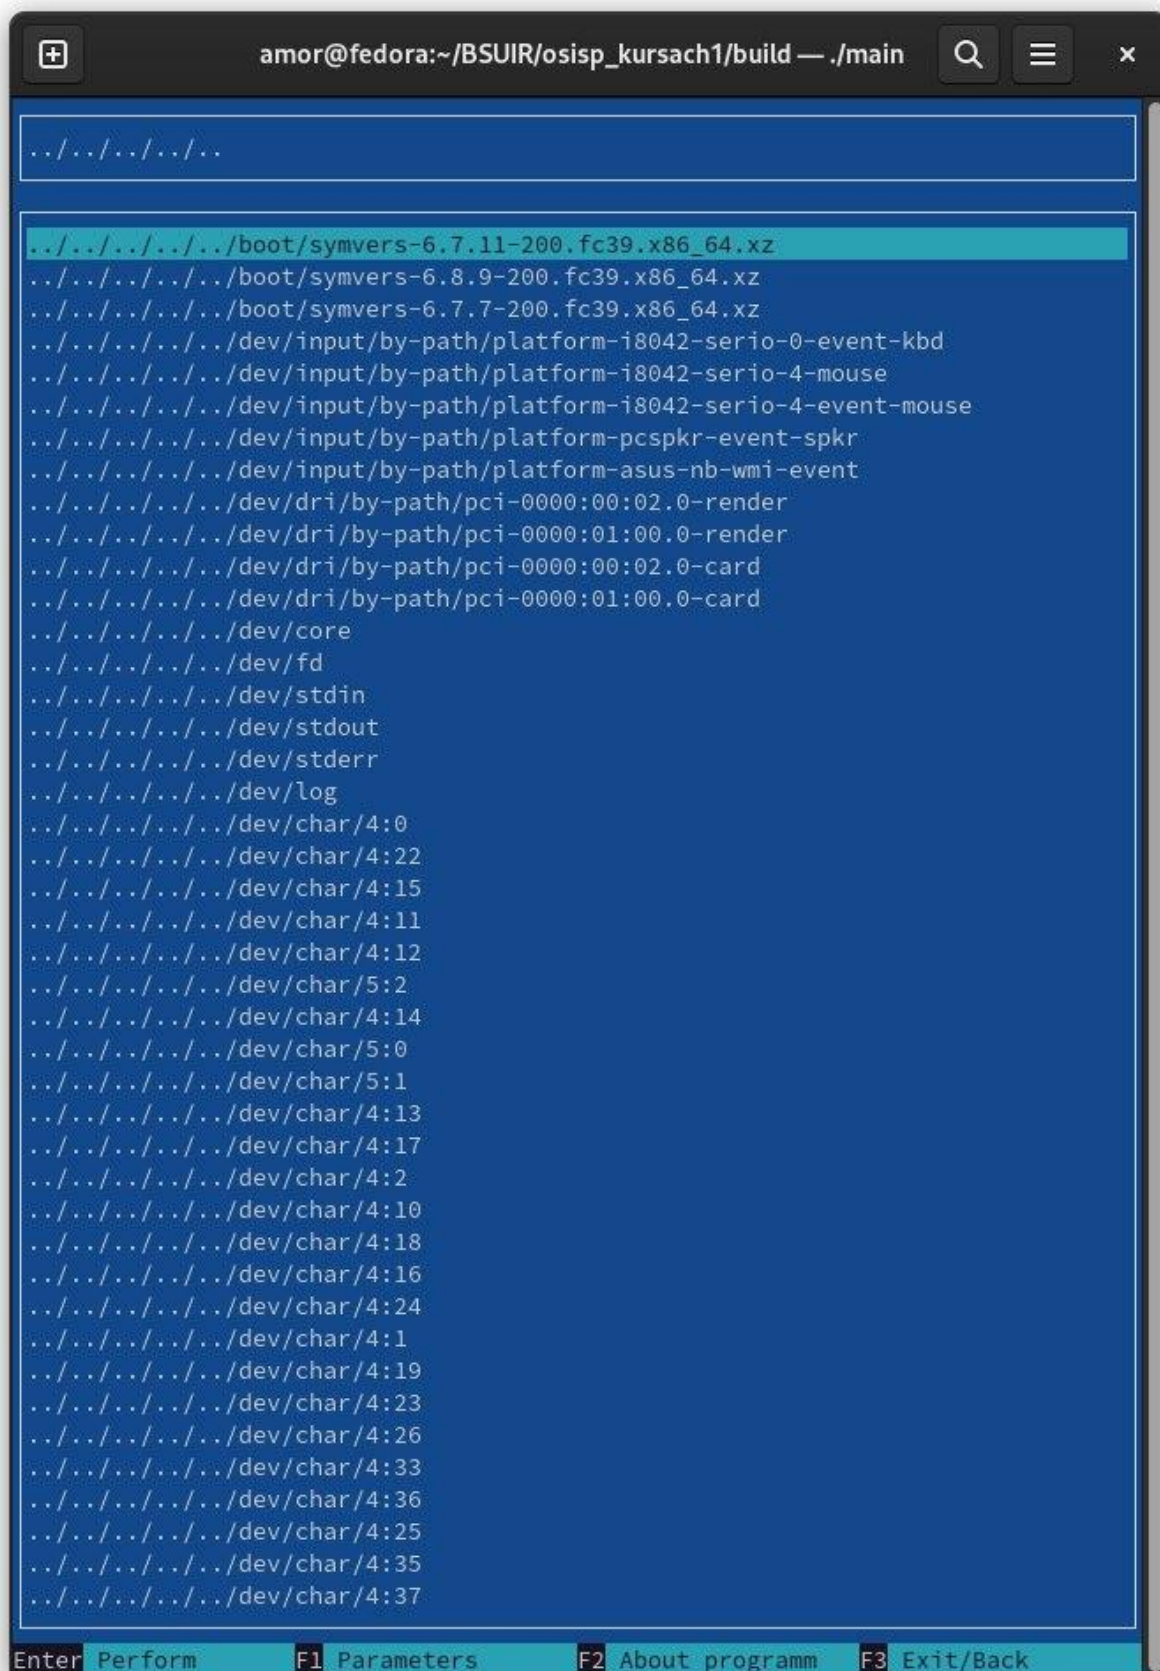 amor@fedora:~/BSUIR/osisp_kursach1/build — ./main
../../../../..
../../../../../boot/symvers-6.7.11-200.fc39.x86_64.xz
../../../../../boot/symvers-6.8.9-200.fc39.x86_64.xz
../../../../../boot/symvers-6.7.7-200.fc39.x86_64.xz
../../../../../dev/input/by-path/platform-i8042-serio-0-event-kbd
../../../../../dev/input/by-path/platform-i8042-serio-4-mouse
../../../../../dev/input/by-path/platform-i8042-serio-4-event-mouse
../../../../../dev/input/by-path/platform-pcspkr-event-spkr
../../../../../dev/input/by-path/platform-asus-nb-wmi-event
../../../../../dev/dri/by-path/pci-0000:00:02.0-render
../../../../../dev/dri/by-path/pci-0000:01:00.0-render
../../../../../dev/dri/by-path/pci-0000:00:02.0-card
../../../../../dev/dri/by-path/pci-0000:01:00.0-card
../../../../../dev/core
../../../../../dev/fd
../../../../../dev/stdin
../../../../../dev/stdout
../../../../../dev/stderr
../../../../../dev/log
../../../../../dev/char/4:0
../../../../../dev/char/4:22
../../../../../dev/char/4:15
../../../../../dev/char/4:11
../../../../../dev/char/4:12
../../../../../dev/char/5:2
../../../../../dev/char/4:14
../../../../../dev/char/5:0
../../../../../dev/char/5:1
../../../../../dev/char/4:13
../../../../../dev/char/4:17
../../../../../dev/char/4:2
../../../../../dev/char/4:10
../../../../../dev/char/4:18
../../../../../dev/char/4:16
../../../../../dev/char/4:24
../../../../../dev/char/4:1
../../../../../dev/char/4:19
../../../../../dev/char/4:23
../../../../../dev/char/4:26
../../../../../dev/char/4:33
../../../../../dev/char/4:36
../../../../../dev/char/4:25
../../../../../dev/char/4:35
../../../../../dev/char/4:37
Enter Perform F1 Parameters F2 About programm F3 Exit/Back